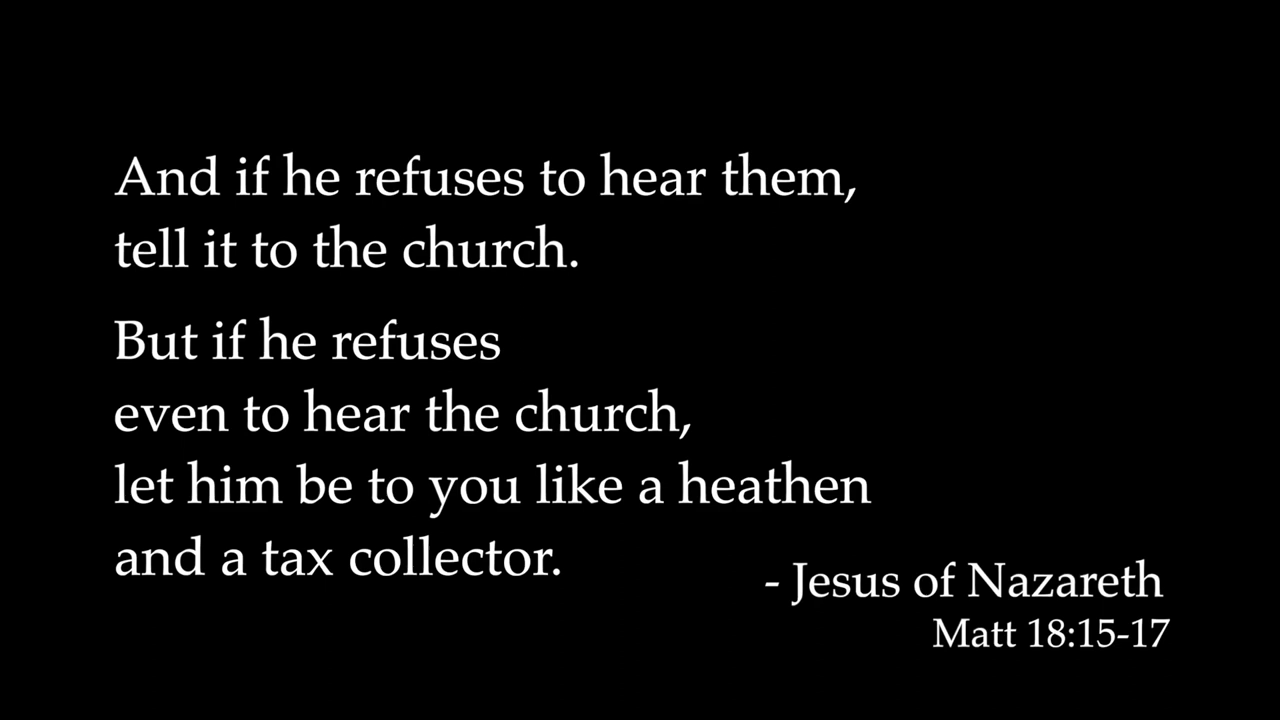 And if he refuses to hear them,
tell it to the church.
But if he refuses
even to hear the church,
let him be to you like a heathen
and a tax collector.
- Jesus of Nazareth
Matt 18:15-17